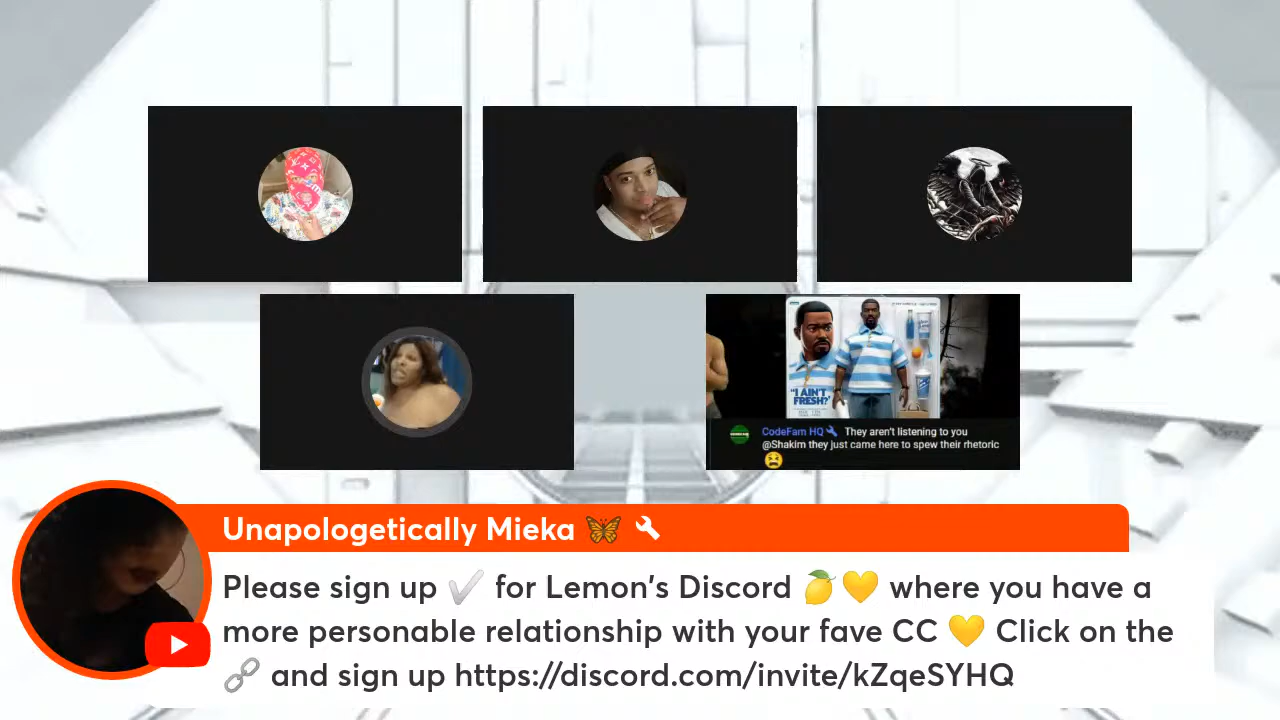 "I AIN'T
FRESH?"
CodeFam HQ 🔧 They aren't listening to you
@Shakim they just came here to spew their rhetoric
😫
Unapologetically Mieka 🦋 🔧
Please sign up ✔️ for Lemon's Discord 🍋💛 where you have a
more personable relationship with your fave CC 💛 Click on the
🔗 and sign up https://discord.com/invite/kZqeSYHQ